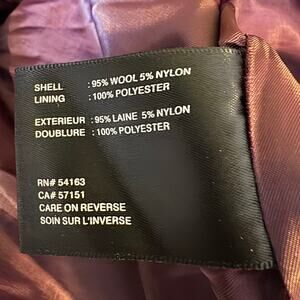 SHELL : 95% WOOL 5% NYLON
LINING : 100% POLYESTER
EXTERIEUR : 95% LAINE 5% NYLON
DOUBLURE : 100% POLYESTER
RN# 54163
CA# 57151
CARE ON REVERSE
SOIN SUR L'INVERSE